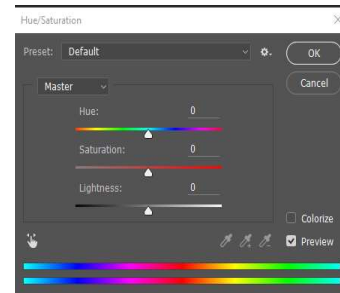 Hue/Saturation
Preset: Default
OK
Master
Cancel
Hue: 0
Saturation: 0
Lightness: 0
Colorize
Preview